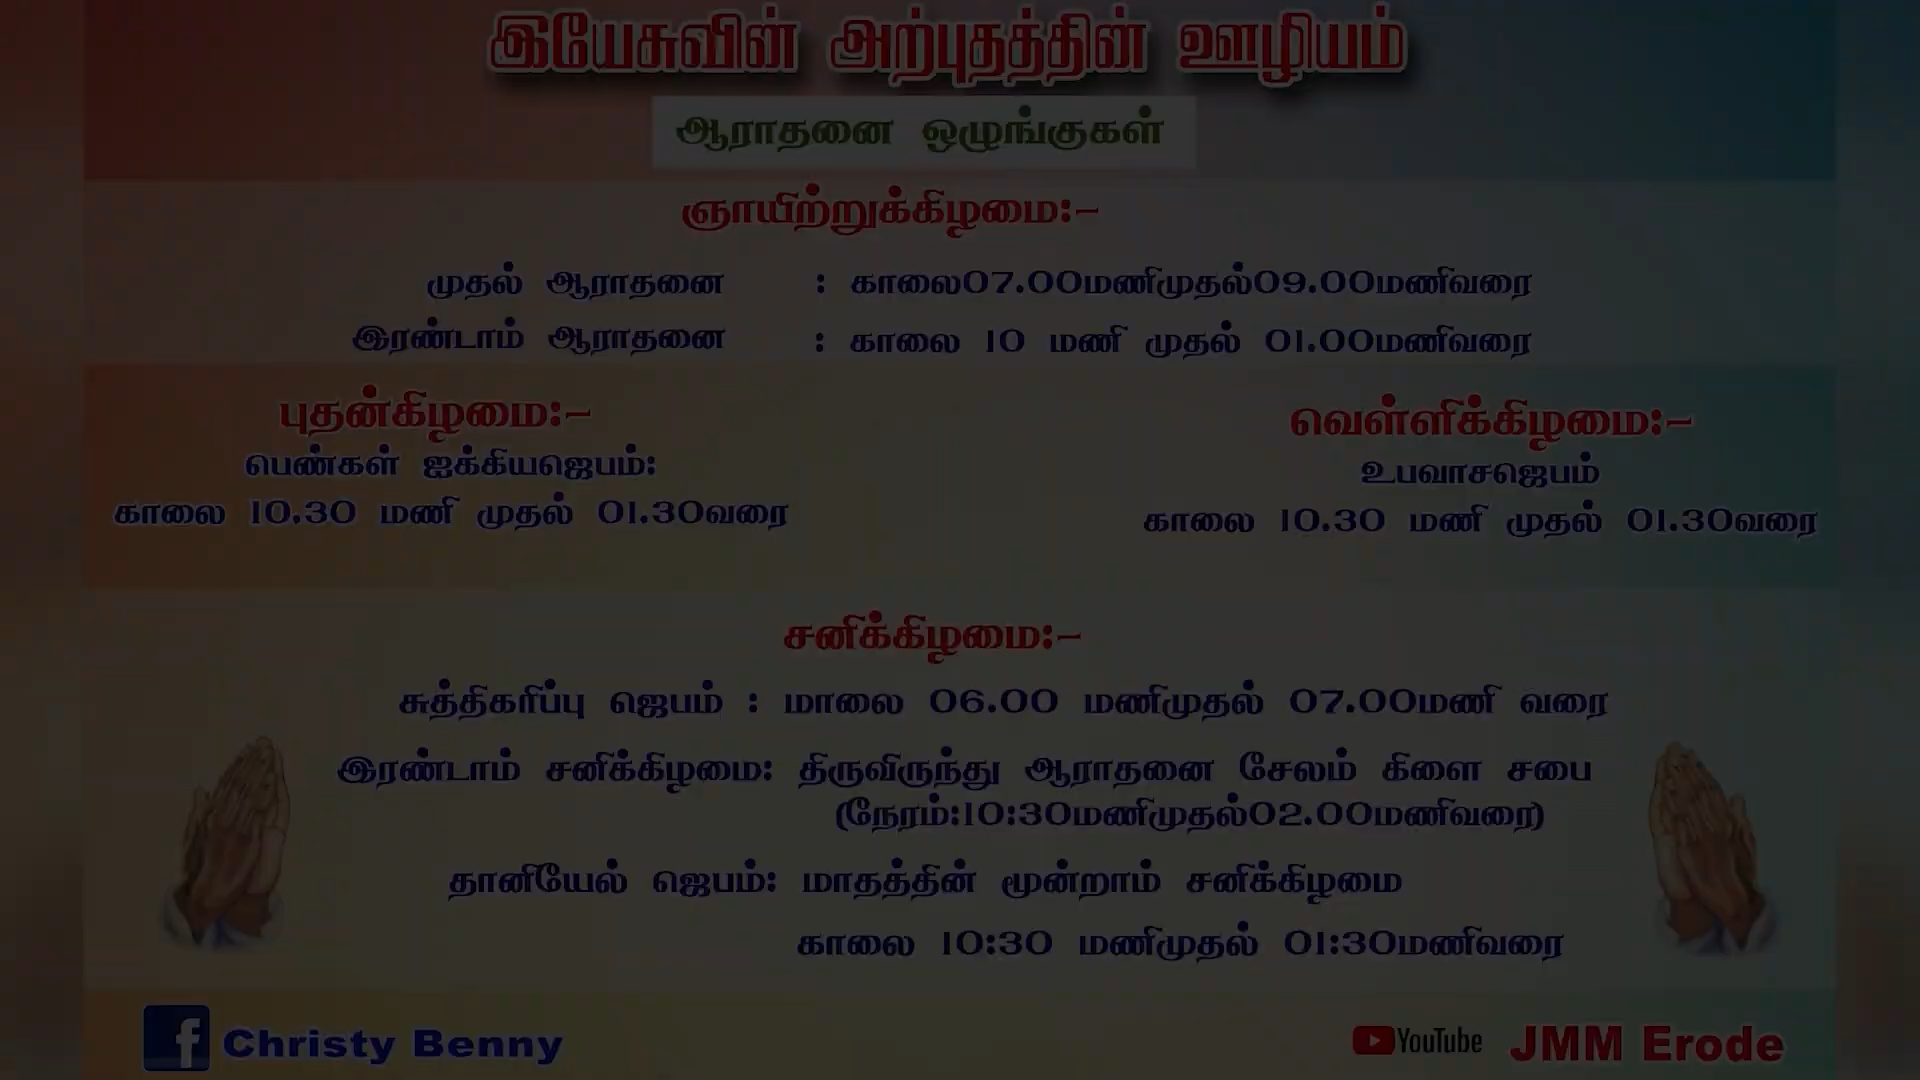 இயேசுவின் அற்புதத்தின் ஊழியம்
ஆராதனை ஒழுங்குகள்
ஞாயிற்றுக்கிழமை:-
முதல் ஆராதனை : காலை07.00மணிமுதல்09.00மணிவரை
இரண்டாம் ஆராதனை : காலை 10 மணி முதல் 01.00மணிவரை
புதன்கிழமை:-
பெண்கள் ஐக்கியஜெபம்:
காலை 10.30 மணி முதல் 01.30வரை
வெள்ளிக்கிழமை:-
உபவாசஜெபம்
காலை 10.30 மணி முதல் 01.30வரை
சனிக்கிழமை:-
சுத்திகரிப்பு ஜெபம் : மாலை 06.00 மணிமுதல் 07.00மணி வரை
இரண்டாம் சனிக்கிழமை: திருவிருந்து ஆராதனை சேலம் கிளை சபை
(நேரம்:10:30மணிமுதல்02.00மணிவரை)
தானியேல் ஜெபம்: மாதத்தின் மூன்றாம் சனிக்கிழமை
காலை 10:30 மணிமுதல் 01:30மணிவரை
f Christy Benny
YouTube JMM Erode